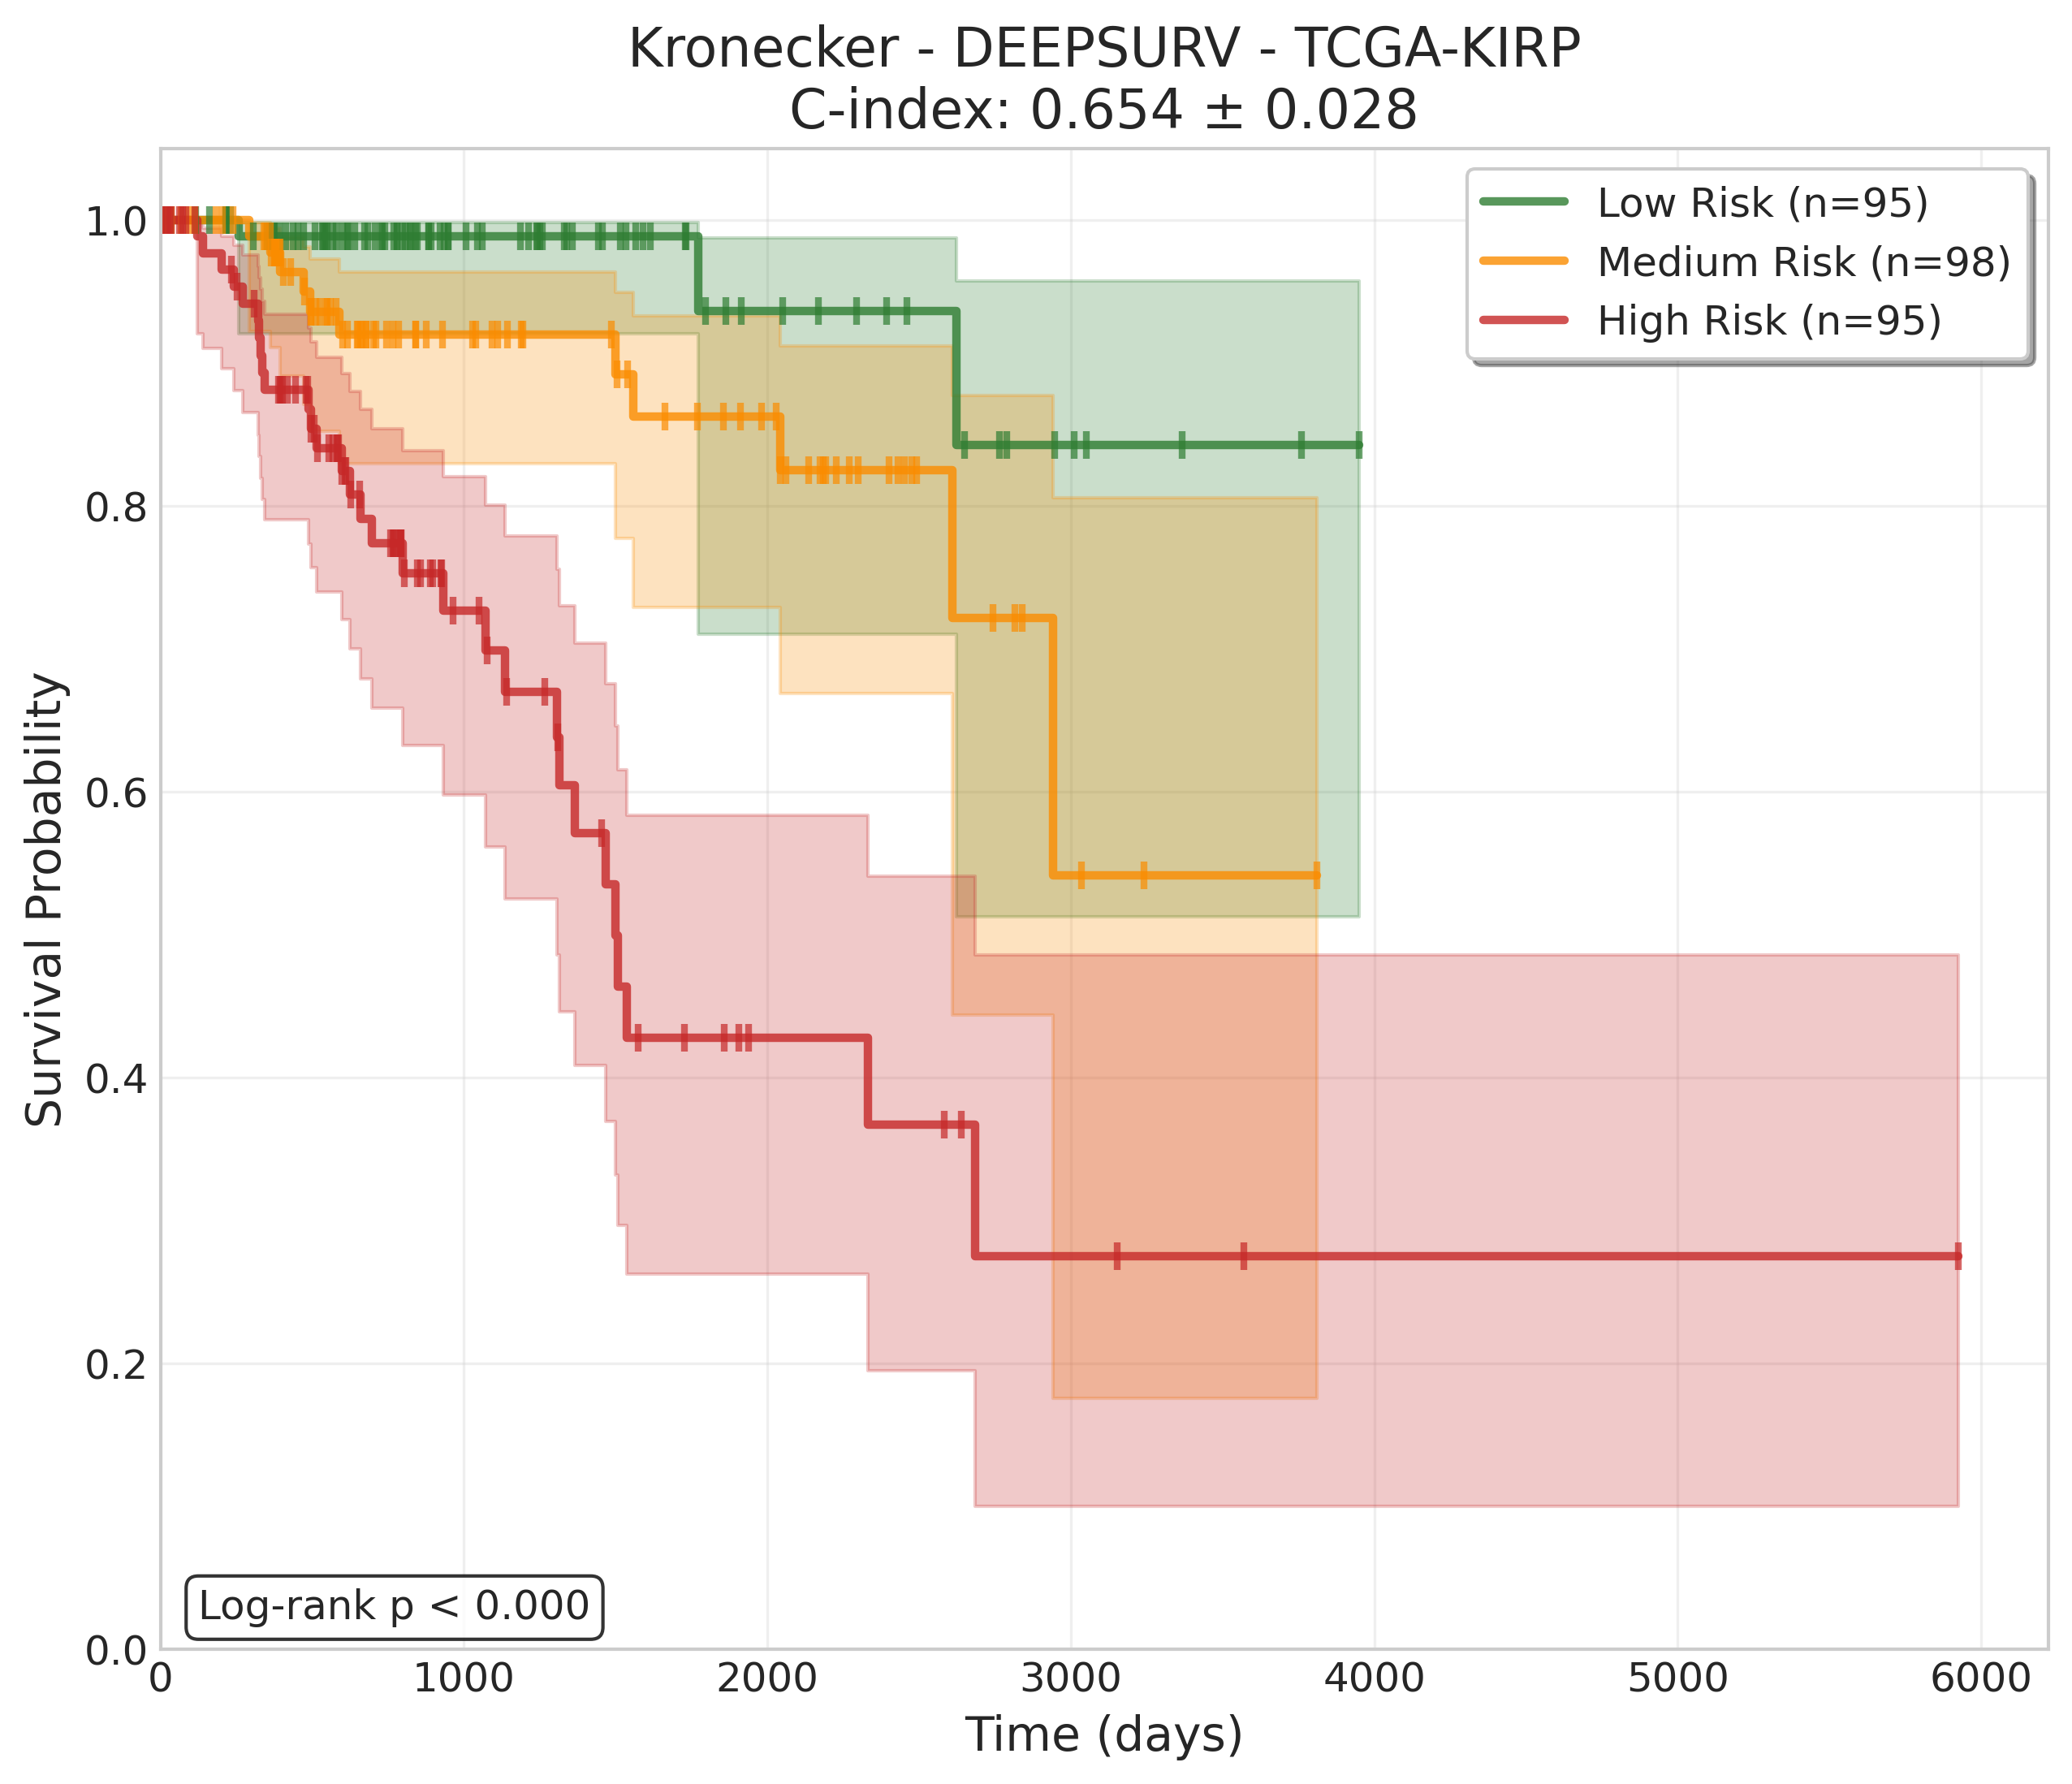 Kronecker - DEEPSURV - TCGA-KIRP
C-index: 0.654 ± 0.028
Low Risk (n=95)
Medium Risk (n=98)
High Risk (n=95)
Survival Probability
1.0
0.8
0.6
0.4
0.2
0.0
Log-rank p < 0.000
0 1000 2000 3000 4000 5000 6000
Time (days)